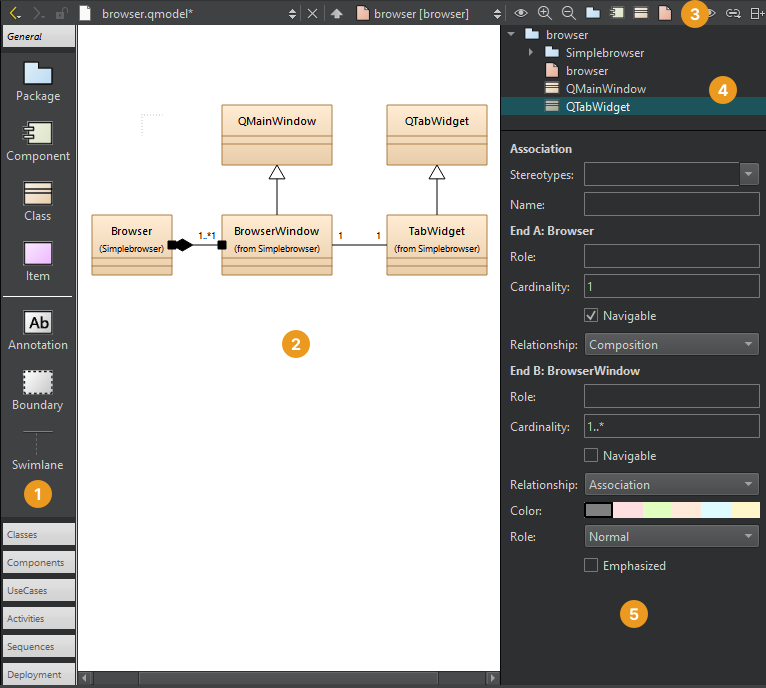 browser.qmodel*
browser [browser]
3
General
Package
Component
Class
Item
Ab
Annotation
Boundary
Swimlane
1
Classes
Components
UseCases
Activities
Sequences
Deployment
QMainWindow
QTabWidget
Browser
(Simplebrowser)
1..*1
BrowserWindow
(from Simplebrowser)
1
1
TabWidget
(from Simplebrowser)
2
browser
Simplebrowser
browser
QMainWindow
QTabWidget
4
Association
Stereotypes:
Name:
End A: Browser
Role:
Cardinality: 1
Navigable
Relationship: Composition
End B: BrowserWindow
Role:
Cardinality: 1..*
Navigable
Relationship: Association
Color:
Role: Normal
Emphasized
5